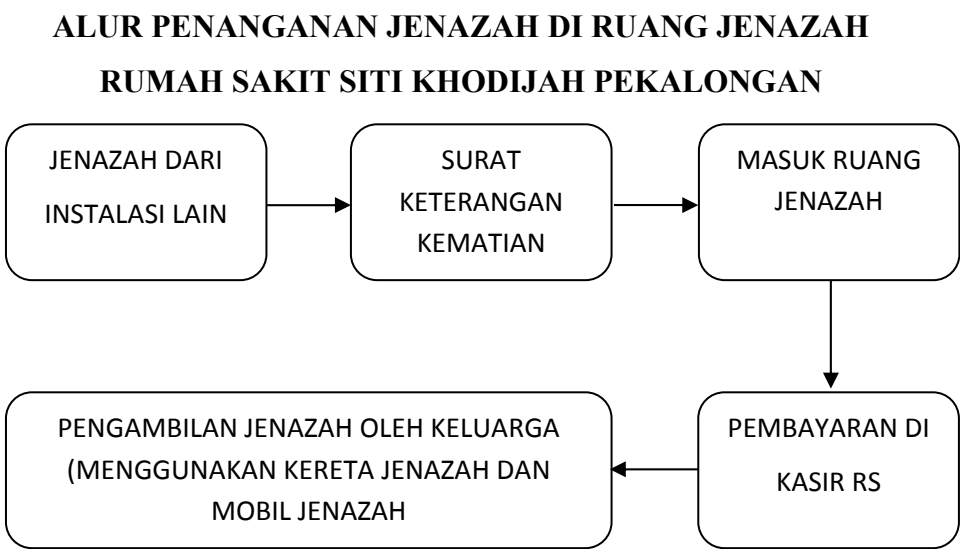 ALUR PENANGANAN JENAZAH DI RUANG JENAZAH
RUMAH SAKIT SITI KHODIJAH PEKALONGAN
JENAZAH DARI
INSTALASI LAIN
SURAT
KETERANGAN
KEMATIAN
MASUK RUANG
JENAZAH
PEMBAYARAN DI
KASIR RS
PENGAMBILAN JENAZAH OLEH KELUARGA
(MENGGUNAKAN KERETA JENAZAH DAN
MOBIL JENAZAH